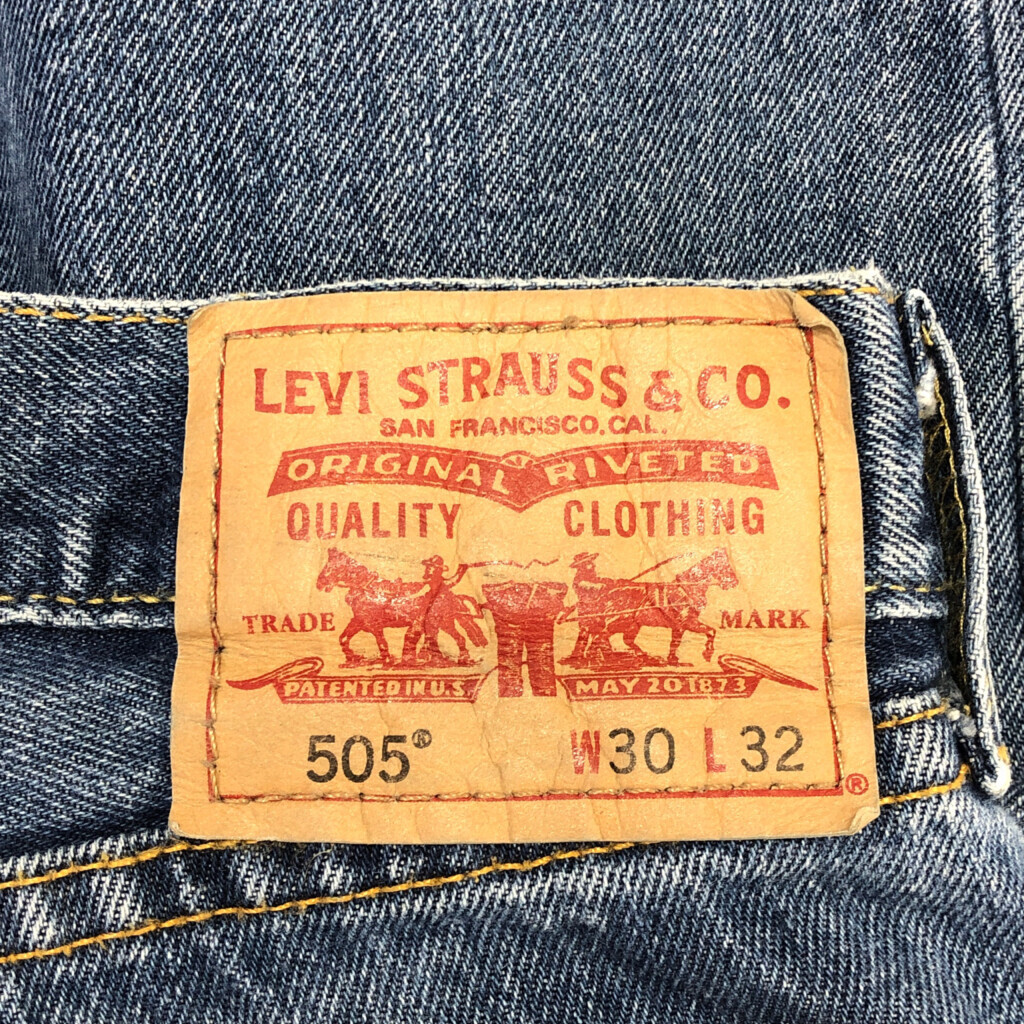 LEVI STRAUSS & CO.
SAN FRANCISCO, CAL.
ORIGINAL RIVETED
QUALITY CLOTHING
TRADE MARK
PATENTED IN U.S. MAY 20 1873
505® W30 L 32
®